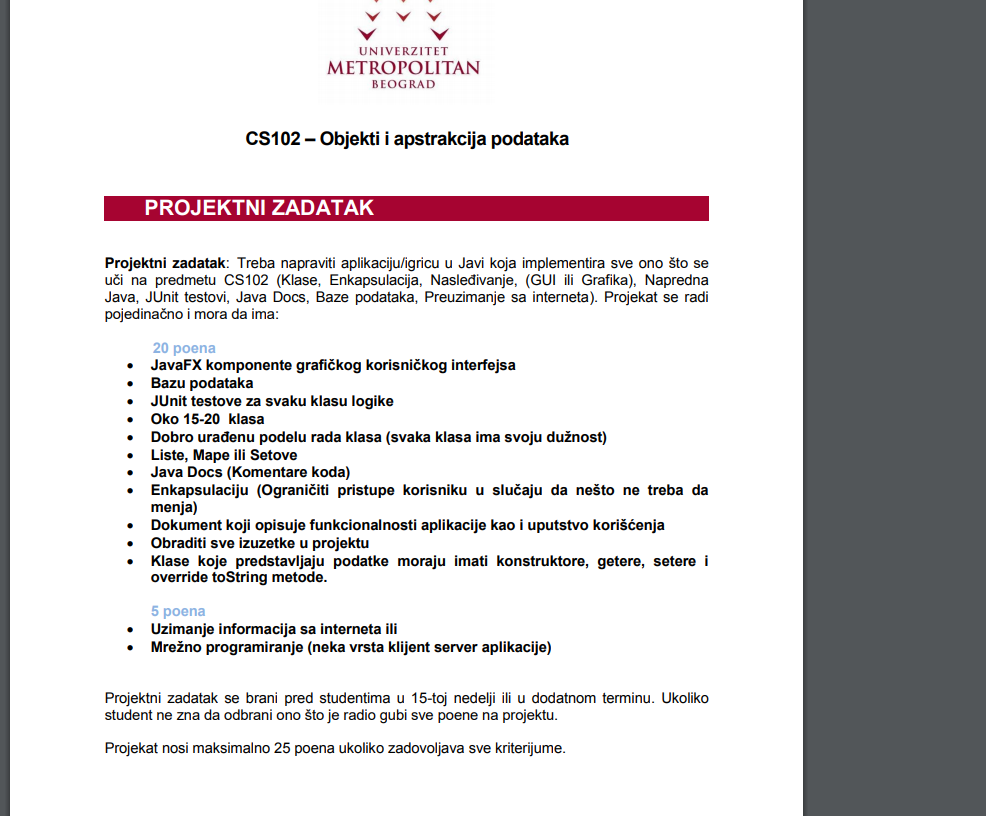 UNIVERZITET
METROPOLITAN
BEOGRAD
CS102 – Objekti i apstrakcija podataka
PROJEKTNI ZADATAK
Projektni zadatak: Treba napraviti aplikaciju/igricu u Javi koja implementira sve ono što se
uči na predmetu CS102 (Klase, Enkapsulacija, Nasleđivanje, (GUI ili Grafika), Napredna
Java, JUnit testovi, Java Docs, Baze podataka, Preuzimanje sa interneta). Projekat se radi
pojedinačno i mora da ima:
20 poena
• JavaFX komponente grafičkog korisničkog interfejsa
• Bazu podataka
• JUnit testove za svaku klasu logike
• Oko 15-20 klasa
• Dobro urađenu podelu rada klasa (svaka klasa ima svoju dužnost)
• Liste, Mape ili Setove
• Java Docs (Komentare koda)
• Enkapsulaciju (Ograničiti pristupe korisniku u slučaju da nešto ne treba da
menja)
• Dokument koji opisuje funkcionalnosti aplikacije kao i uputstvo korišćenja
• Obraditi sve izuzetke u projektu
• Klase koje predstavljaju podatke moraju imati konstruktore, getere, setere i
override toString metode.
5 poena
• Uzimanje informacija sa interneta ili
• Mrežno programiranje (neka vrsta klijent server aplikacije)
Projektni zadatak se brani pred studentima u 15-toj nedelji ili u dodatnom terminu. Ukoliko
student ne zna da odbrani ono što je radio gubi sve poene na projektu.
Projekat nosi maksimalno 25 poena ukoliko zadovoljava sve kriterijume.